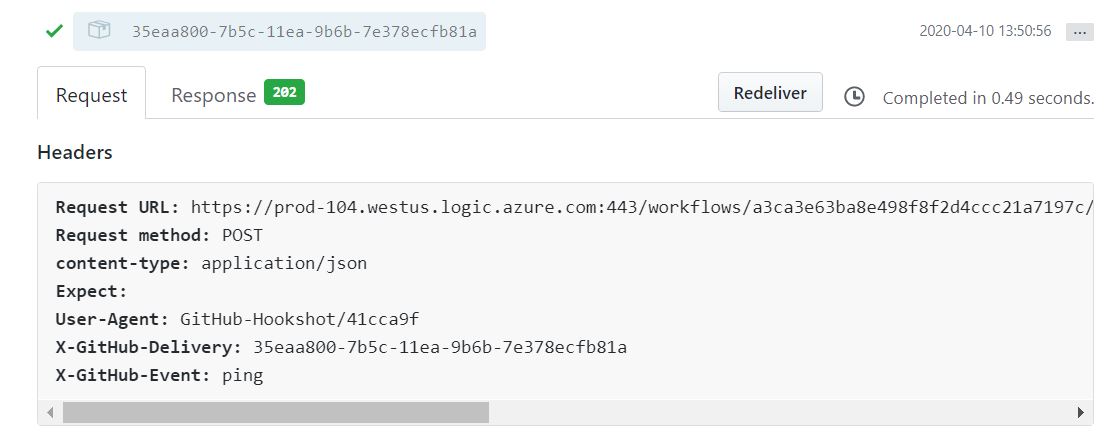 35eaa800-7b5c-11ea-9b6b-7e378ecfb81a 2020-04-10 13:50:56 ...
Request Response 202 Redeliver Completed in 0.49 seconds.
Headers
Request URL: https://prod-104.westus.logic.azure.com:443/workflows/a3ca3e63ba8e498f8f2d4ccc21a7197c/
Request method: POST
content-type: application/json
Expect:
User-Agent: GitHub-Hookshot/41cca9f
X-GitHub-Delivery: 35eaa800-7b5c-11ea-9b6b-7e378ecfb81a
X-GitHub-Event: ping